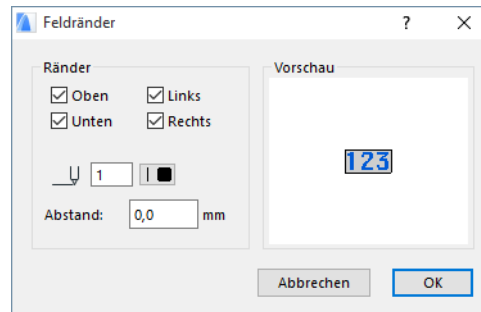 Feldränder
?
Ränder
Oben
Links
Unten
Rechts
1
Abstand:
0,0
mm
Vorschau
123
Abbrechen
OK